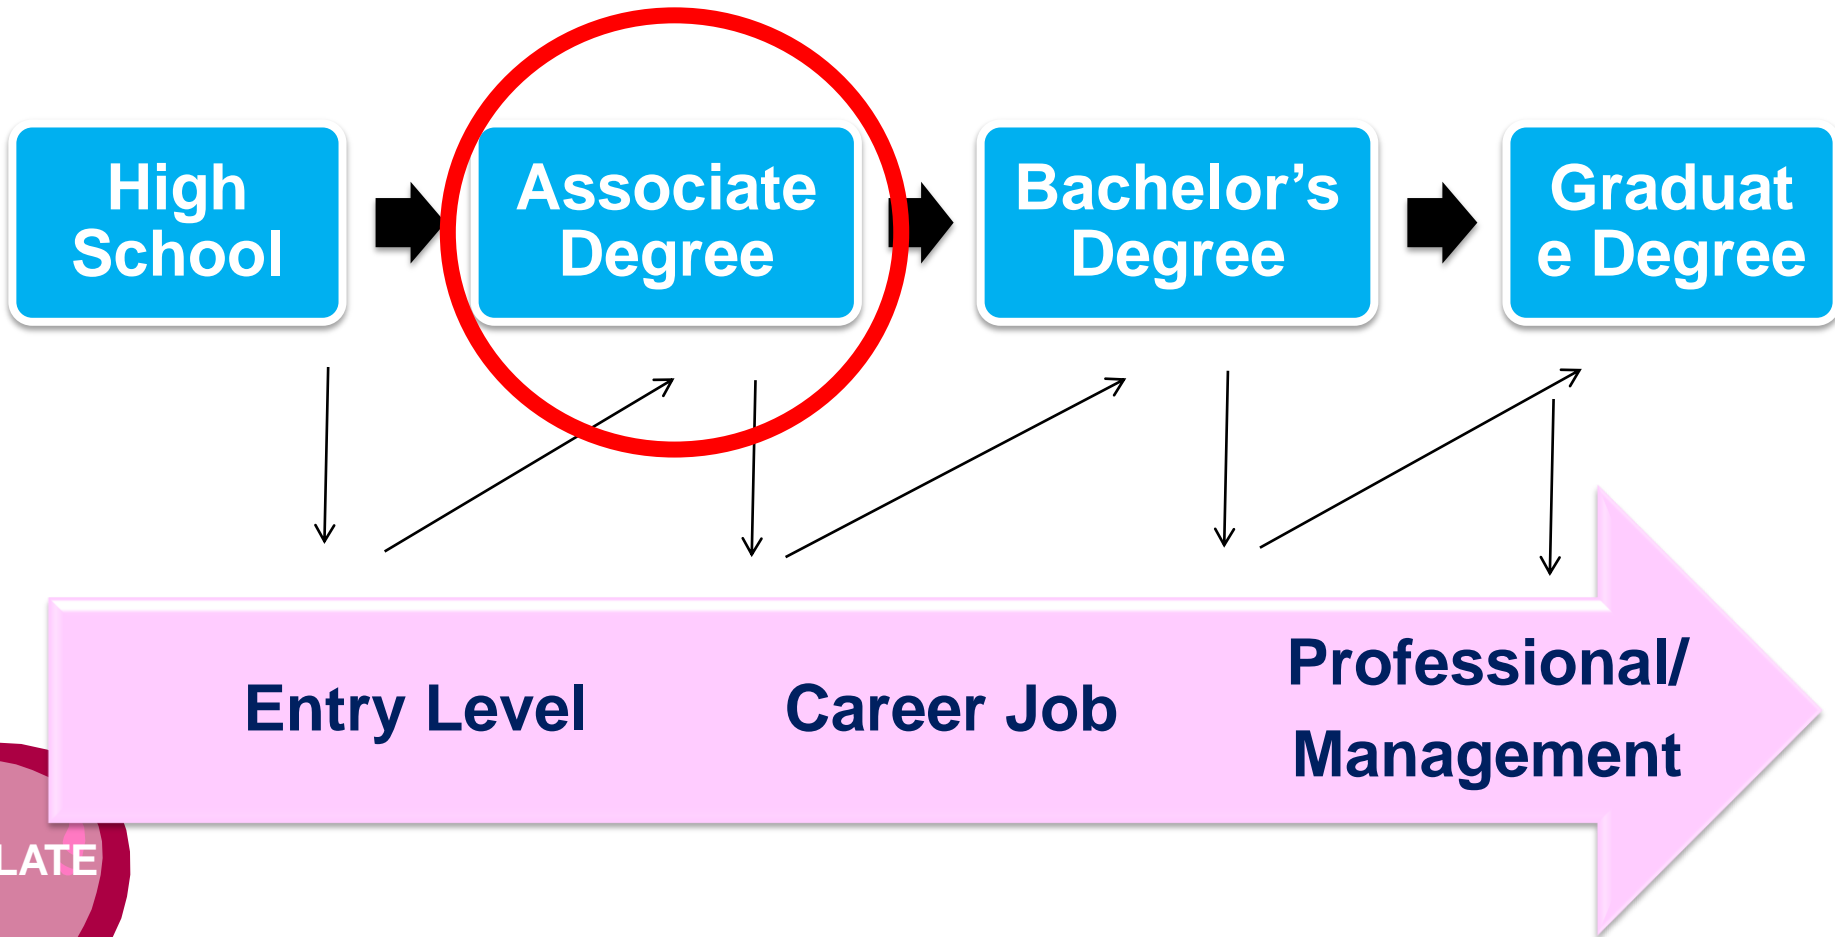 High
School
Associate
Degree
Bachelor’s
Degree
Graduat
e Degree
Entry Level
Career Job
Professional/
Management
LATE